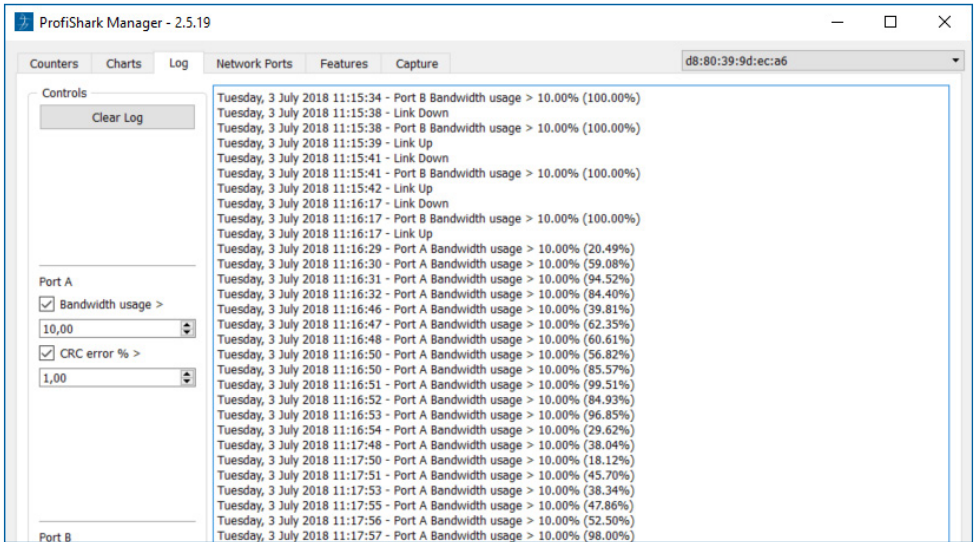 ProfiShark Manager - 2.5.19
Counters Charts Log Network Ports Features Capture d8:80:39:9d:ec:a6
Controls
Clear Log
Tuesday, 3 July 2018 11:15:34 - Port B Bandwidth usage > 10.00% (100.00%)
Tuesday, 3 July 2018 11:15:38 - Link Down
Tuesday, 3 July 2018 11:15:38 - Port B Bandwidth usage > 10.00% (100.00%)
Tuesday, 3 July 2018 11:15:39 - Link Up
Tuesday, 3 July 2018 11:15:41 - Link Down
Tuesday, 3 July 2018 11:15:41 - Port B Bandwidth usage > 10.00% (100.00%)
Tuesday, 3 July 2018 11:15:42 - Link Up
Tuesday, 3 July 2018 11:16:17 - Link Down
Tuesday, 3 July 2018 11:16:17 - Port B Bandwidth usage > 10.00% (100.00%)
Tuesday, 3 July 2018 11:16:17 - Link Up
Tuesday, 3 July 2018 11:16:29 - Port A Bandwidth usage > 10.00% (20.49%)
Tuesday, 3 July 2018 11:16:30 - Port A Bandwidth usage > 10.00% (59.08%)
Tuesday, 3 July 2018 11:16:31 - Port A Bandwidth usage > 10.00% (94.52%)
Tuesday, 3 July 2018 11:16:32 - Port A Bandwidth usage > 10.00% (84.40%)
Tuesday, 3 July 2018 11:16:46 - Port A Bandwidth usage > 10.00% (39.81%)
Tuesday, 3 July 2018 11:16:47 - Port A Bandwidth usage > 10.00% (62.35%)
Tuesday, 3 July 2018 11:16:48 - Port A Bandwidth usage > 10.00% (60.61%)
Tuesday, 3 July 2018 11:16:50 - Port A Bandwidth usage > 10.00% (56.82%)
Tuesday, 3 July 2018 11:16:50 - Port A Bandwidth usage > 10.00% (85.57%)
Tuesday, 3 July 2018 11:16:51 - Port A Bandwidth usage > 10.00% (99.51%)
Tuesday, 3 July 2018 11:16:52 - Port A Bandwidth usage > 10.00% (84.93%)
Tuesday, 3 July 2018 11:16:53 - Port A Bandwidth usage > 10.00% (96.85%)
Tuesday, 3 July 2018 11:16:54 - Port A Bandwidth usage > 10.00% (29.62%)
Tuesday, 3 July 2018 11:17:48 - Port A Bandwidth usage > 10.00% (38.04%)
Tuesday, 3 July 2018 11:17:50 - Port A Bandwidth usage > 10.00% (18.12%)
Tuesday, 3 July 2018 11:17:51 - Port A Bandwidth usage > 10.00% (45.70%)
Tuesday, 3 July 2018 11:17:53 - Port A Bandwidth usage > 10.00% (38.34%)
Tuesday, 3 July 2018 11:17:55 - Port A Bandwidth usage > 10.00% (47.86%)
Tuesday, 3 July 2018 11:17:56 - Port A Bandwidth usage > 10.00% (52.50%)
Tuesday, 3 July 2018 11:17:57 - Port A Bandwidth usage > 10.00% (98.00%)
Port A
Bandwidth usage >
10,00
CRC error % >
1,00
Port B